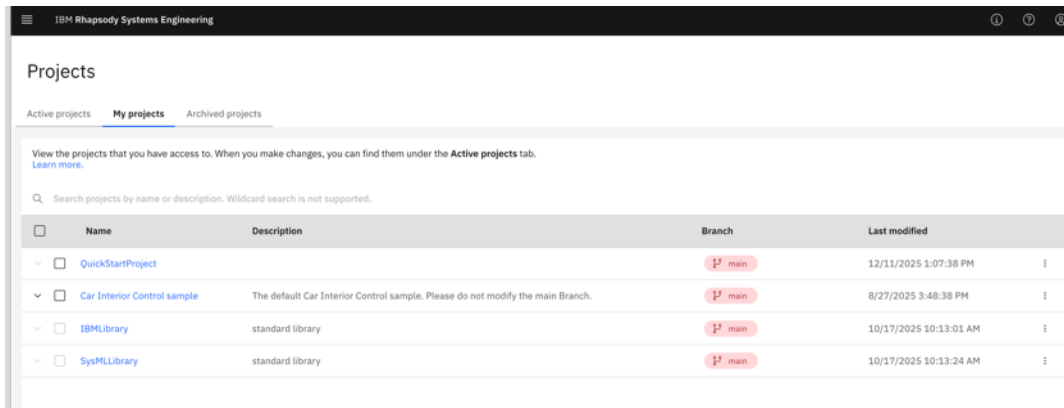 IBM Rhapsody Systems Engineering
Projects
Active projects My projects Archived projects
View the projects that you have access to. When you make changes, you can find them under the Active projects tab.
Learn more.
Search projects by name or description. Wildcard search is not supported.
Name Description Branch Last modified
QuickStartProject main 12/11/2025 1:07:38 PM
Car Interior Control sample The default Car Interior Control sample. Please do not modify the main Branch. main 8/27/2025 3:48:38 PM
IBMLibrary standard library main 10/17/2025 10:13:01 AM
SysMLLibrary standard library main 10/17/2025 10:13:24 AM